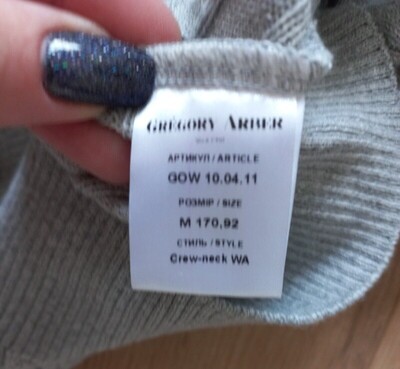 GREGORY ARBER
АРТИКУЛ / ARTICLE
GOW 10.04.11
РОЗМІР / SIZE
M 170.92
СТИЛЬ / STYLE
Crew-neck WA